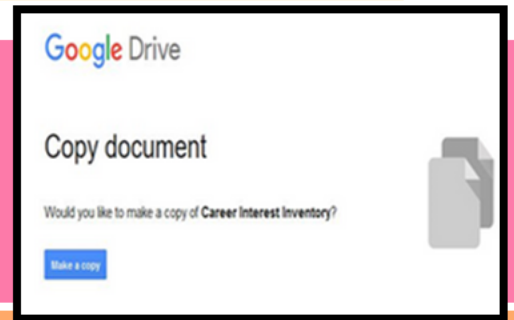 Google Drive
Copy document
Would you like to make a copy of Career Interest Inventory?
Make a copy